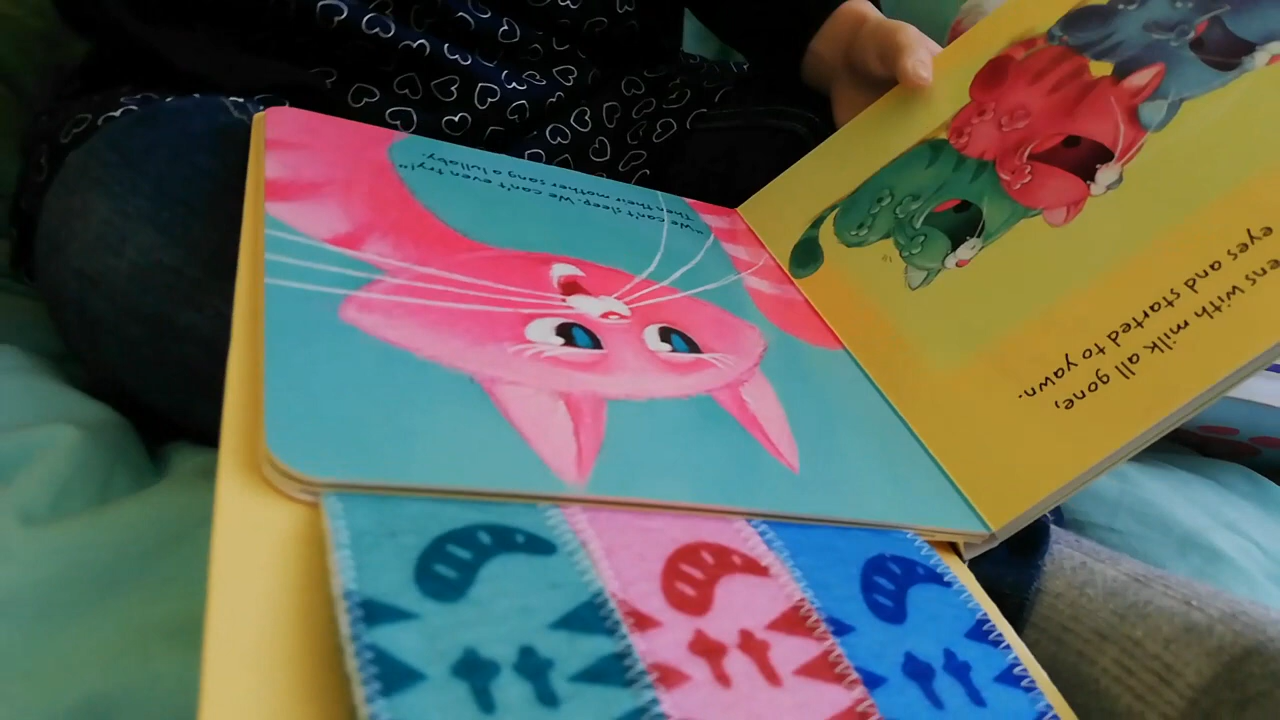 "We can't sleep. We can't even try!"
Then their mother sang a lullaby.
with milk all gone,
eyes and started to yawn.